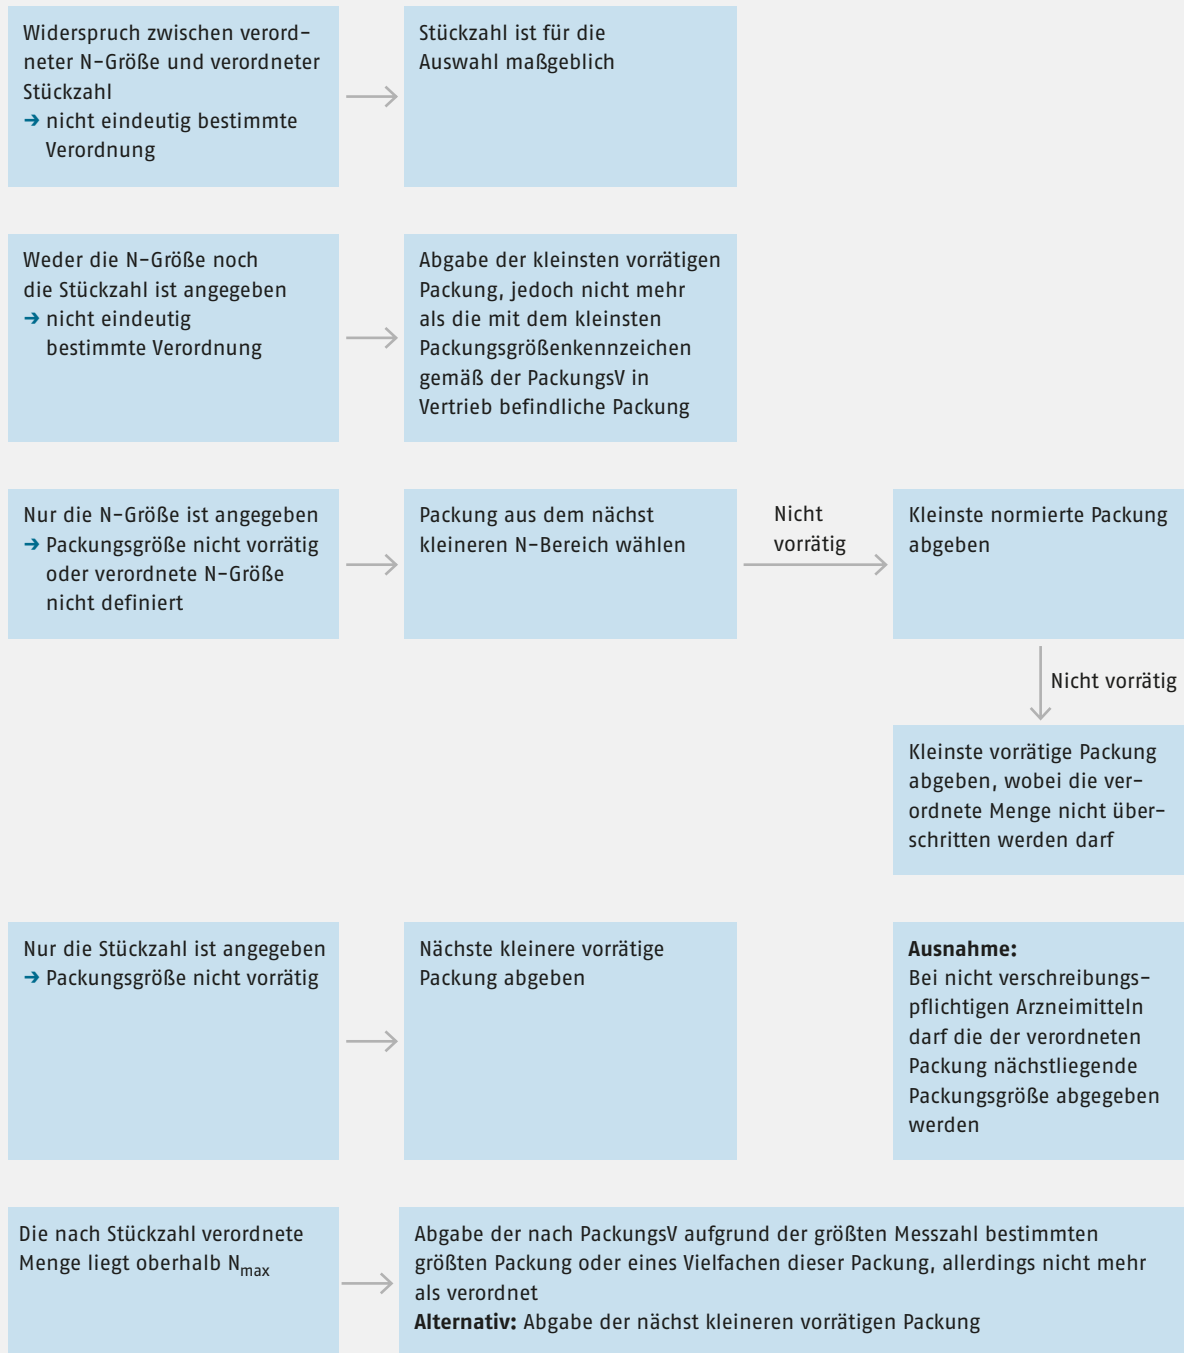 Widerspruch zwischen verord-
neter N-Größe und verordneter
Stückzahl
➔ nicht eindeutig bestimmte
Verordnung
Stückzahl ist für die
Auswahl maßgeblich
Weder die N-Größe noch
die Stückzahl ist angegeben
➔ nicht eindeutig
bestimmte Verordnung
Abgabe der kleinsten vorrätigen
Packung, jedoch nicht mehr
als die mit dem kleinsten
Packungsgrößenkennzeichen
gemäß der PackungsV in
Vertrieb befindliche Packung
Nur die N-Größe ist angegeben
➔ Packungsgröße nicht vorrätig
oder verordnete N-Größe
nicht definiert
Packung aus dem nächst
kleineren N-Bereich wählen
Nicht
vorrätig
Kleinste normierte Packung
abgeben
Nicht vorrätig
Kleinste vorrätige Packung
abgeben, wobei die ver-
ordnete Menge nicht über-
schritten werden darf
Nur die Stückzahl ist angegeben
➔ Packungsgröße nicht vorrätig
Nächste kleinere vorrätige
Packung abgeben
Ausnahme:
Bei nicht verschreibungs-
pflichtigen Arzneimitteln
darf die der verordneten
Packung nächstliegende
Packungsgröße abgegeben
werden
Die nach Stückzahl verordnete
Menge liegt oberhalb Nmax
Abgabe der nach PackungsV aufgrund der größten Messzahl bestimmten
größten Packung oder eines Vielfachen dieser Packung, allerdings nicht mehr
als verordnet
Alternativ: Abgabe der nächst kleineren vorrätigen Packung